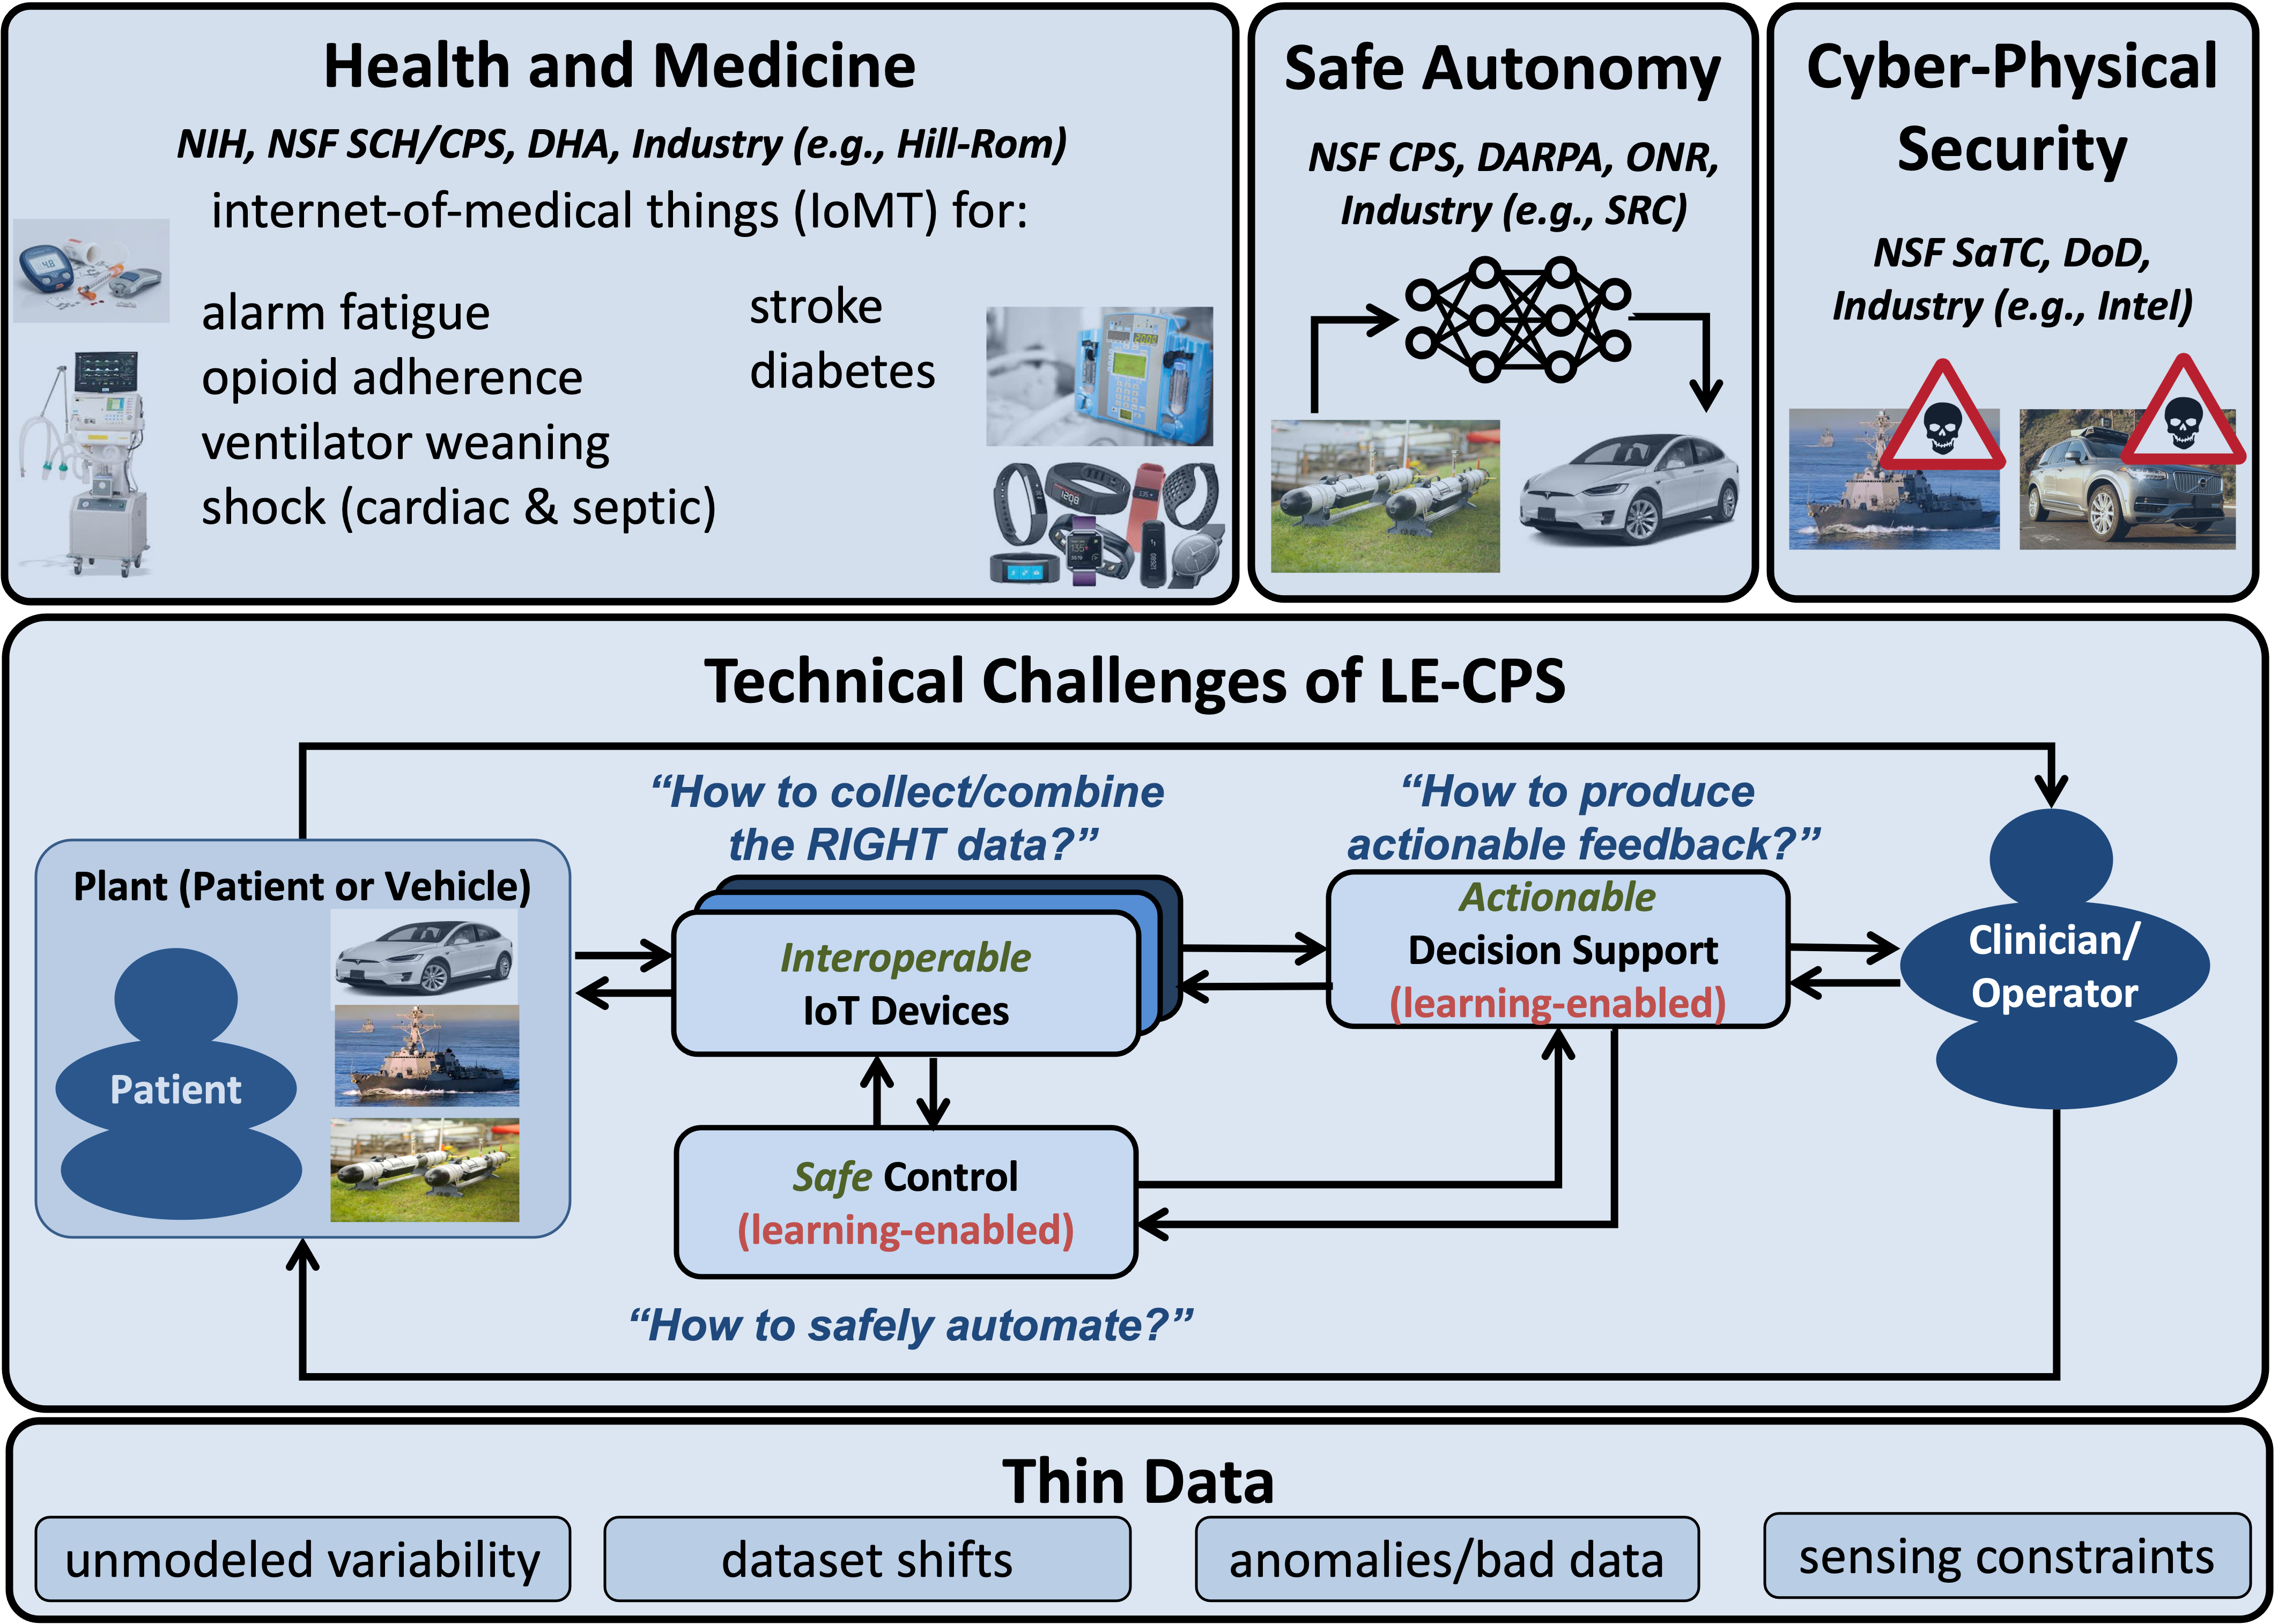 Health and Medicine
NIH, NSF SCH/CPS, DHA, Industry (e.g., Hill-Rom)
internet-of-medical things (IoMT) for:
alarm fatigue
opioid adherence
ventilator weaning
shock (cardiac & septic)
stroke
diabetes
4.8
1208
Safe Autonomy
NSF CPS, DARPA, ONR,
Industry (e.g., SRC)
Cyber-Physical
Security
NSF SaTC, DoD,
Industry (e.g., Intel)
Technical Challenges of LE-CPS
“How to collect/combine
the RIGHT data?”
“How to produce
actionable feedback?”
Plant (Patient or Vehicle)
Patient
Interoperable
IoT Devices
Actionable
Decision Support
(learning-enabled)
Clinician/
Operator
Safe Control
(learning-enabled)
“How to safely automate?”
Thin Data
unmodeled variability
dataset shifts
anomalies/bad data
sensing constraints